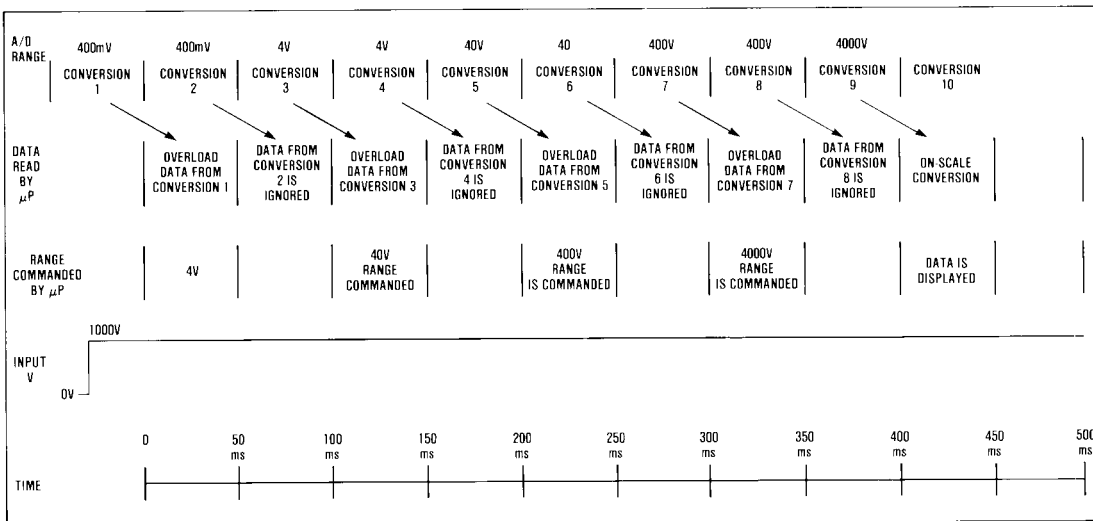 A/D
RANGE
400mV 400mV 4V 4V 40V 40 400V 400V 4000V
CONVERSION 1
CONVERSION 2
CONVERSION 3
CONVERSION 4
CONVERSION 5
CONVERSION 6
CONVERSION 7
CONVERSION 8
CONVERSION 9
CONVERSION 10
DATA
READ
BY
μP
OVERLOAD
DATA FROM
CONVERSION 1
DATA FROM
CONVERSION
2 IS
IGNORED
OVERLOAD
DATA FROM
CONVERSION 3
DATA FROM
CONVERSION
4 IS
IGNORED
OVERLOAD
DATA FROM
CONVERSION 5
DATA FROM
CONVERSION
6 IS
IGNORED
OVERLOAD
DATA FROM
CONVERSION 7
DATA FROM
CONVERSION
8 IS
IGNORED
ON-SCALE
CONVERSION
RANGE
COMMANDED
BY μP
4V
40V
RANGE
COMMANDED
400V
RANGE
IS COMMANDED
4000V
RANGE
IS COMMANDED
DATA IS
DISPLAYED
1000V
INPUT
V
0V
0
50 ms
100 ms
150 ms
200 ms
250 ms
300 ms
350 ms
400 ms
450 ms
500 ms
TIME